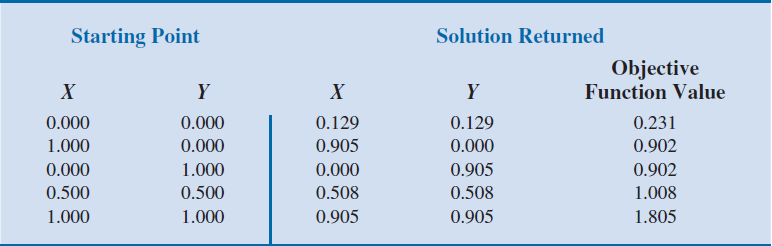 Starting Point Solution Returned
Objective
X Y X Y Function Value
0.000 0.000 0.129 0.129 0.231
1.000 0.000 0.905 0.000 0.902
0.000 1.000 0.000 0.905 0.902
0.500 0.500 0.508 0.508 1.008
1.000 1.000 0.905 0.905 1.805